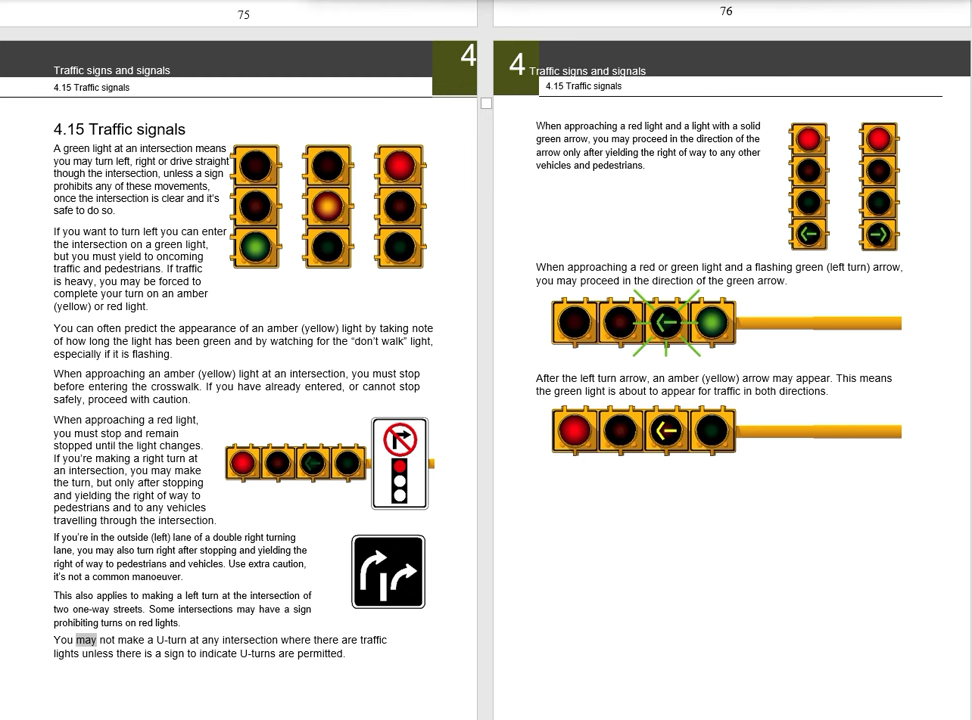 75
4
Traffic signs and signals
4.15 Traffic signals
4.15 Traffic signals
A green light at an intersection means
you may turn left, right or drive straight
though the intersection, unless a sign
prohibits any of these movements,
once the intersection is clear and it's
safe to do so.
If you want to turn left you can enter
the intersection on a green light,
but you must yield to oncoming
traffic and pedestrians. If traffic
is heavy, you may be forced to
complete your turn on an amber
(yellow) or red light.
You can often predict the appearance of an amber (yellow) light by taking note
of how long the light has been green and by watching for the “don't walk” light,
especially if it is flashing.
When approaching an amber (yellow) light at an intersection, you must stop
before entering the crosswalk. If you have already entered, or cannot stop
safely, proceed with caution.
When approaching a red light,
you must stop and remain
stopped until the light changes.
If you're making a right turn at
an intersection, you may make
the turn, but only after stopping
and yielding the right of way to
pedestrians and to any vehicles
travelling through the intersection.
If you're in the outside (left) lane of a double right turning
lane, you may also turn right after stopping and yielding the
right of way to pedestrians and vehicles. Use extra caution,
it's not a common manoeuver.
This also applies to making a left turn at the intersection of
two one-way streets. Some intersections may have a sign
prohibiting turns on red lights.
You may not make a U-turn at any intersection where there are traffic
lights unless there is a sign to indicate U-turns are permitted.
76
4
Traffic signs and signals
4.15 Traffic signals
When approaching a red light and a light with a solid
green arrow, you may proceed in the direction of the
arrow only after yielding the right of way to any other
vehicles and pedestrians.
When approaching a red or green light and a flashing green (left turn) arrow,
you may proceed in the direction of the green arrow.
After the left turn arrow, an amber (yellow) arrow may appear. This means
the green light is about to appear for traffic in both directions.